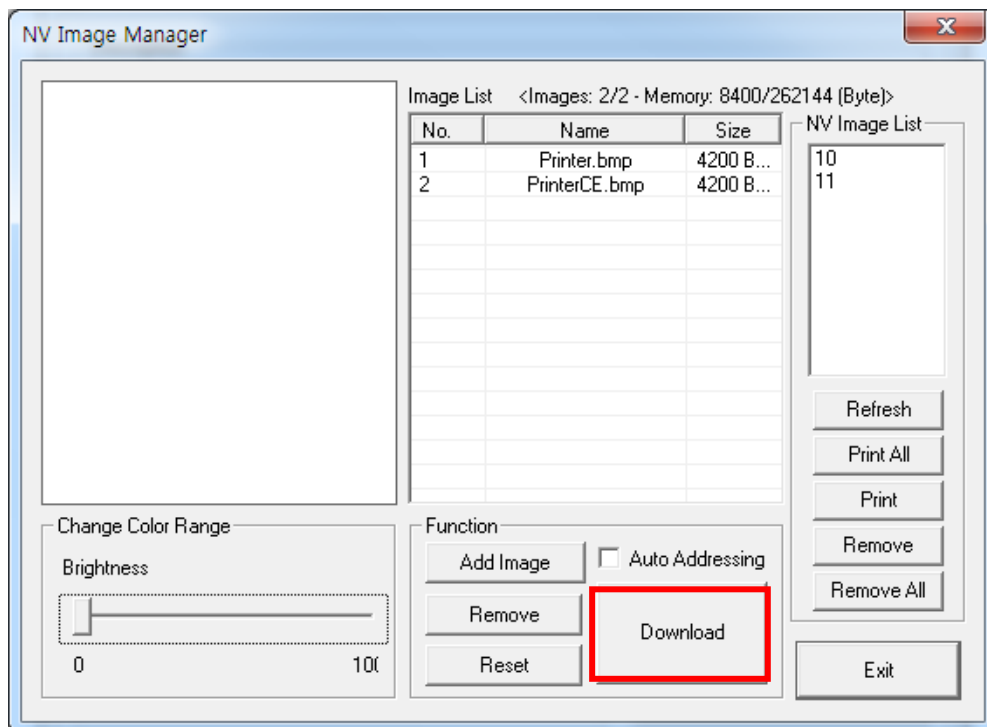 NV Image Manager
Image List <Images: 2/2 - Memory: 8400/262144 (Byte)>
No. Name Size
1 Printer.bmp 4200 B...
2 PrinterCE.bmp 4200 B...
NV Image List
10
11
Refresh
Print All
Print
Remove
Remove All
Change Color Range
Brightness
0 10(
Function
Add Image
Auto Addressing
Remove
Download
Reset
Exit